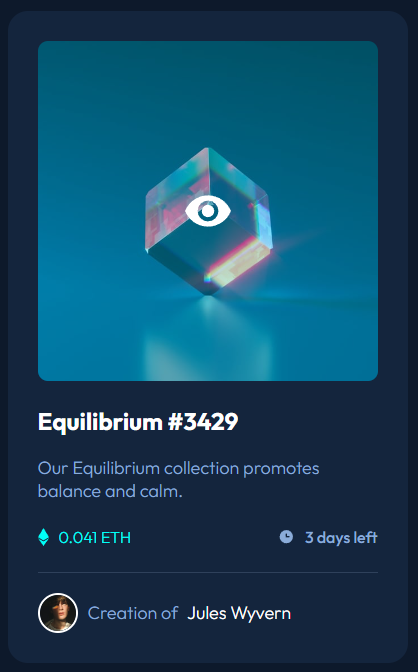 Equilibrium #3429
Our Equilibrium collection promotes
balance and calm.
0.041 ETH
3 days left
Creation of Jules Wyvern